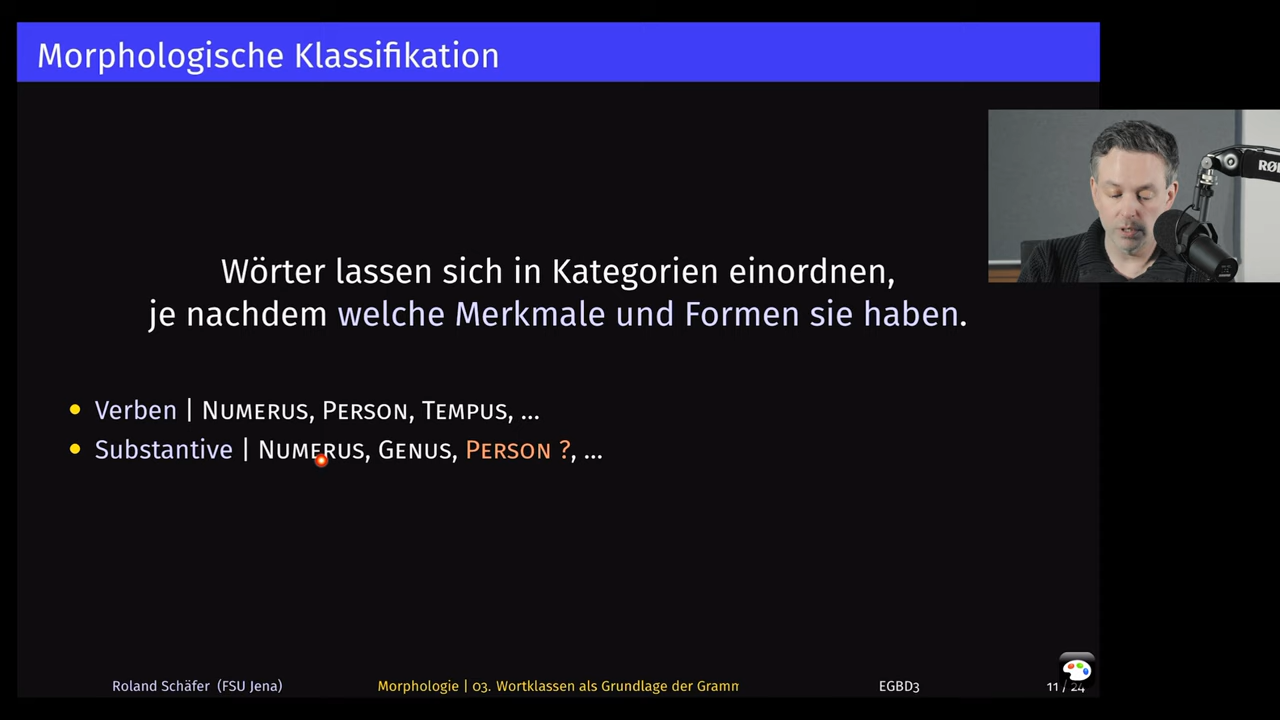 Morphologische Klassifikation
Wörter lassen sich in Kategorien einordnen,
je nachdem welche Merkmale und Formen sie haben.
• Verben | NUMERUS, PERSON, TEMPUS, ...
• Substantive | NUMERUS, GENUS, PERSON ?, ...
Roland Schäfer (FSU Jena) Morphologie | 03. Wortklassen als Grundlage der Gramm EGBD3 11 / 24